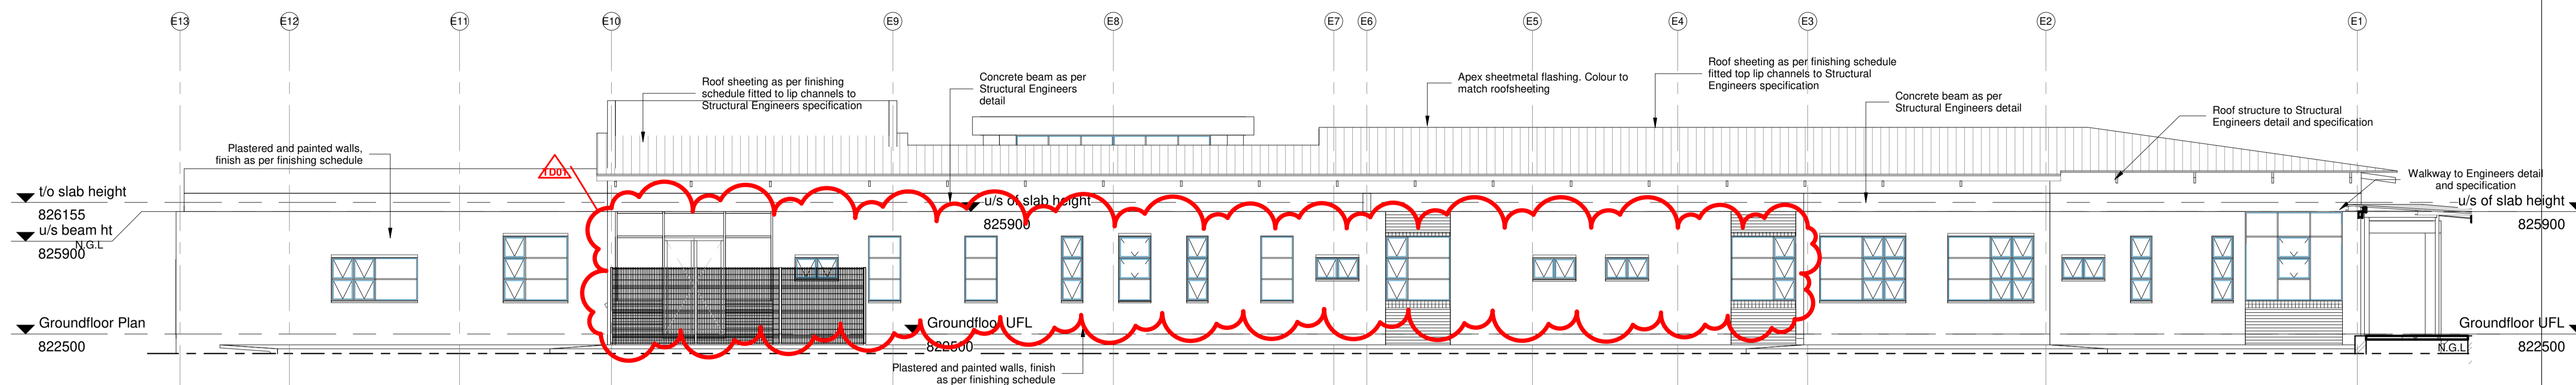 E13
E12
E11
E10
E9
E8
E7
E6
E5
E4
E3
E2
E1
Roof sheeting as per finishing
schedule fitted to lip channels to
Structural Engineers specification
Concrete beam as per
Structural Engineers
detail
Apex sheetmetal flashing. Colour to
match roofsheeting
Roof sheeting as per finishing schedule
fitted top lip channels to Structural
Engineers specification
Concrete beam as per
Structural Engineers detail
Roof structure to Structural
Engineers detail and specification
Plastered and painted walls,
finish as per finishing schedule
TD01
Walkway to Engineers detail
and specification
t/o slab height
826155
u/s beam ht
N.G.L
825900
u/s of slab height
825900
u/s of slab height
825900
Groundfloor Plan
822500
Groundfloor UFL
822500
Groundfloor UFL
822500
N.G.L
Plastered and painted walls, finish
as per finishing schedule